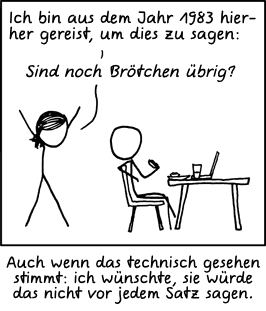 Ich bin aus dem Jahr 1983 hier-
her gereist, um dies zu sagen:
Sind noch Brötchen übrig?
Auch wenn das technisch gesehen
stimmt: ich wünschte, sie würde
das nicht vor jedem Satz sagen.